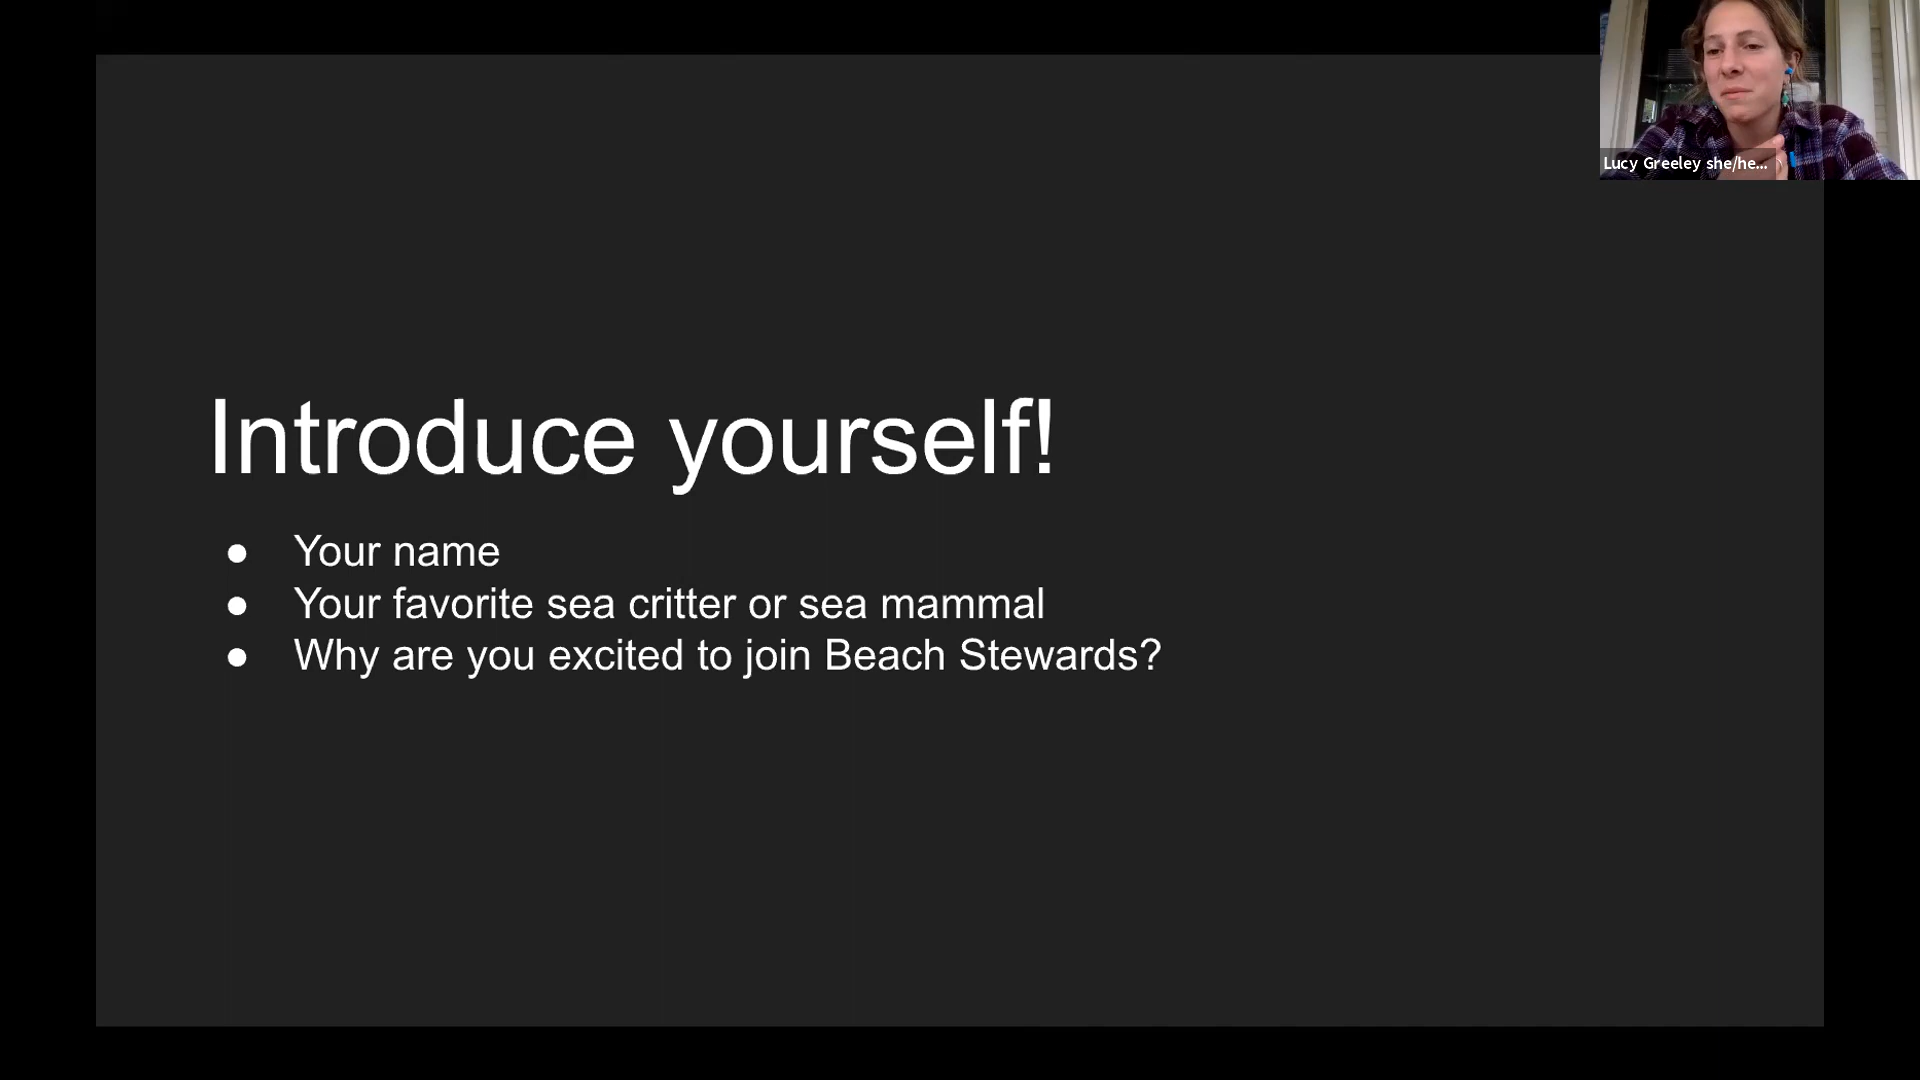 Lucy Greeley she/he...
Introduce yourself!
● Your name
● Your favorite sea critter or sea mammal
● Why are you excited to join Beach Stewards?